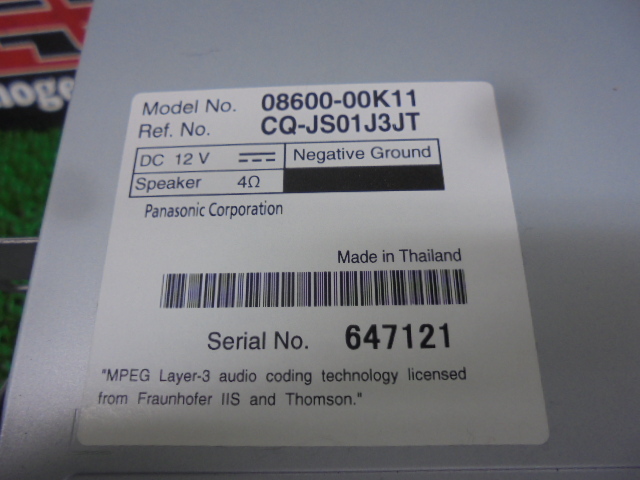 Model No. 08600-00K11
Ref. No. CQ-JS01J3JT
DC 12 V Negative Ground
Speaker 4Ω
Panasonic Corporation
Made in Thailand
Serial No. 647121
"MPEG Layer-3 audio coding technology licensed
from Fraunhofer IIS and Thomson."